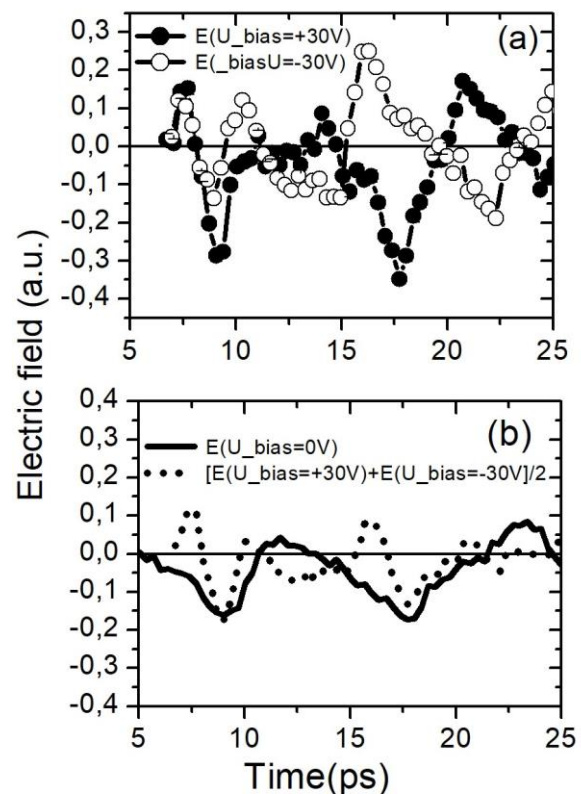 (a)
E(U_bias=+30V)
E(_biasU=-30V)
0,3
0,2
0,1
0,0
-0,1
-0,2
-0,3
-0,4
5 10 15 20 25
Electric field (a.u.)
(b)
E(U_bias=0V)
[E(U_bias=+30V)+E(U_bias=-30V]/2
0,4
0,3
0,2
0,1
0,0
-0,1
-0,2
-0,3
-0,4
5 10 15 20 25
Time(ps)